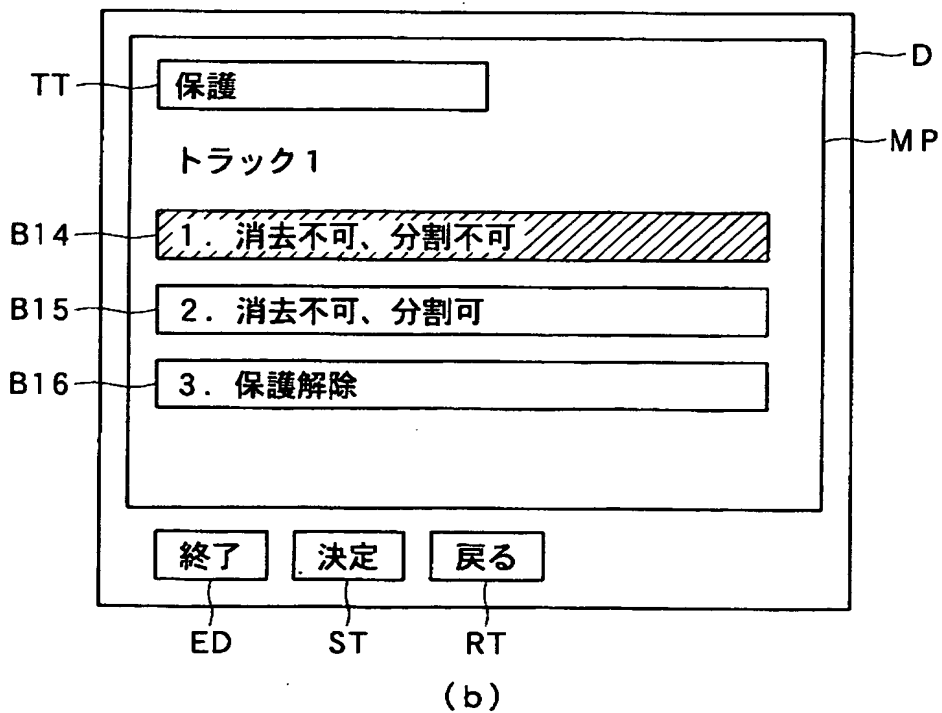 D
TT 保護
MP
トラック1
B14 1. 消去不可、分割不可
B15 2. 消去不可、分割可
B16 3. 保護解除
終了 決定 戻る
ED ST RT
(b)